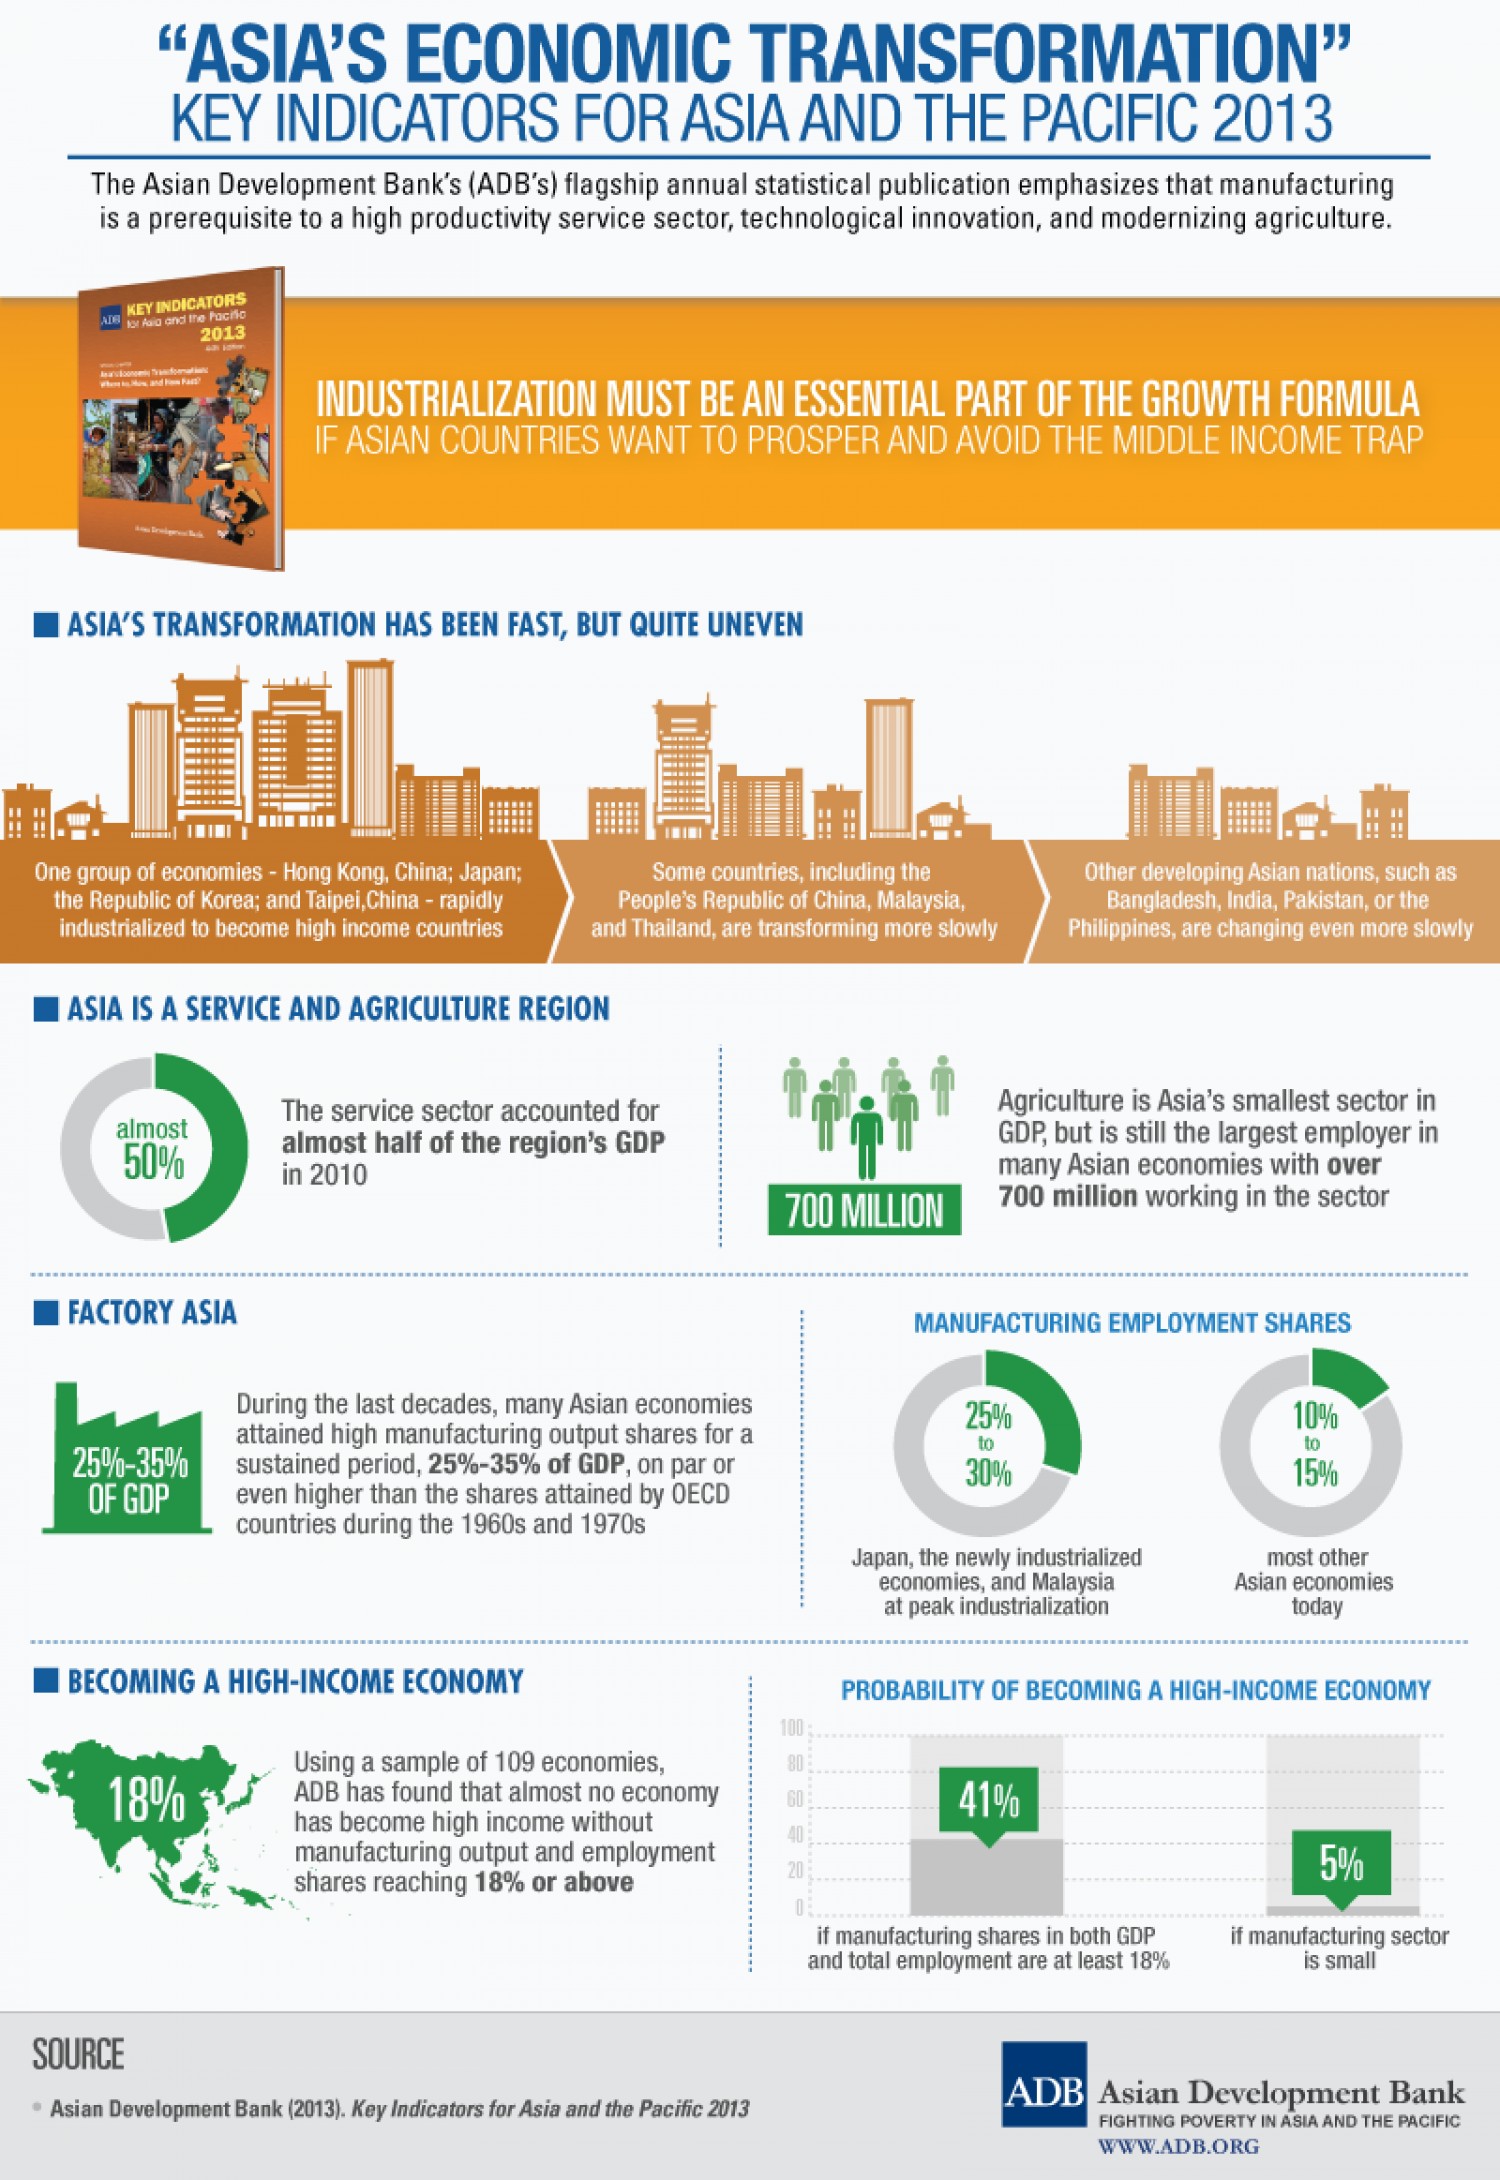 “ASIA’S ECONOMIC TRANSFORMATION”
KEY INDICATORS FOR ASIA AND THE PACIFIC 2013
The Asian Development Bank’s (ADB’s) flagship annual statistical publication emphasizes that manufacturing
is a prerequisite to a high productivity service sector, technological innovation, and modernizing agriculture.
ADB
KEY INDICATORS
for Asia and the Pacific
2013
Asia's Economic Transformation:
Where to, How, and How Fast?
Asian Development Bank
INDUSTRIALIZATION MUST BE AN ESSENTIAL PART OF THE GROWTH FORMULA
IF ASIAN COUNTRIES WANT TO PROSPER AND AVOID THE MIDDLE INCOME TRAP
ASIA’S TRANSFORMATION HAS BEEN FAST, BUT QUITE UNEVEN
One group of economies - Hong Kong, China; Japan;
the Republic of Korea; and Taipei,China - rapidly
industrialized to become high income countries
Some countries, including the
People’s Republic of China, Malaysia,
and Thailand, are transforming more slowly
Other developing Asian nations, such as
Bangladesh, India, Pakistan, or the
Philippines, are changing even more slowly
ASIA IS A SERVICE AND AGRICULTURE REGION
almost
50%
The service sector accounted for
almost half of the region’s GDP
in 2010
700 MILLION
Agriculture is Asia’s smallest sector in
GDP, but is still the largest employer in
many Asian economies with over
700 million working in the sector
FACTORY ASIA
25%-35%
OF GDP
During the last decades, many Asian economies
attained high manufacturing output shares for a
sustained period, 25%-35% of GDP, on par or
even higher than the shares attained by OECD
countries during the 1960s and 1970s
MANUFACTURING EMPLOYMENT SHARES
25%
to
30%
Japan, the newly industrialized
economies, and Malaysia
at peak industrialization
10%
to
15%
most other
Asian economies
today
BECOMING A HIGH-INCOME ECONOMY
18%
Using a sample of 109 economies,
ADB has found that almost no economy
has become high income without
manufacturing output and employment
shares reaching 18% or above
PROBABILITY OF BECOMING A HIGH-INCOME ECONOMY
100
80
60
40
20
0
41%
5%
if manufacturing shares in both GDP
and total employment are at least 18%
if manufacturing sector
is small
SOURCE
• Asian Development Bank (2013). Key Indicators for Asia and the Pacific 2013
ADB
Asian Development Bank
FIGHTING POVERTY IN ASIA AND THE PACIFIC
WWW.ADB.ORG